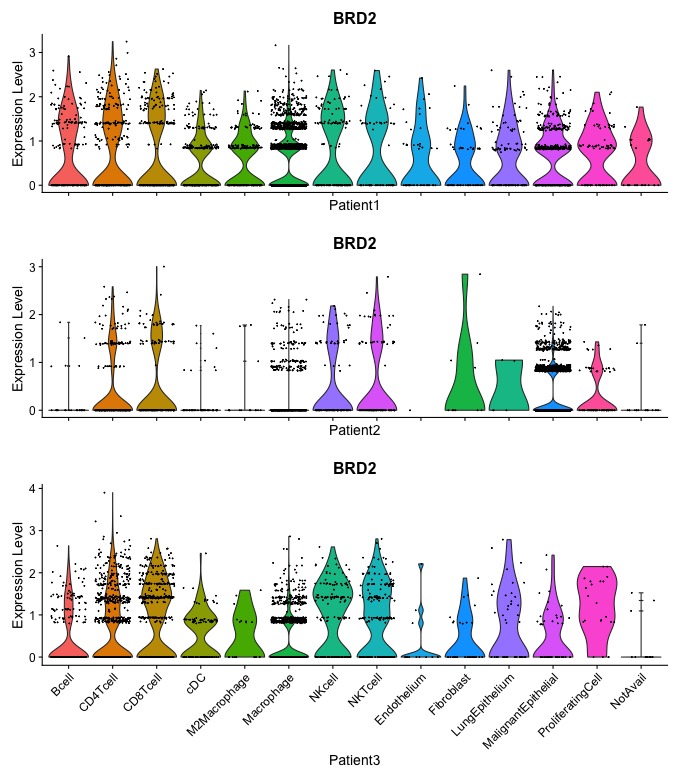 BRD2
Expression Level
3
2
1
0
Patient1
BRD2
Expression Level
3
2
1
0
Patient2
BRD2
Expression Level
4
3
2
1
0
Bcell
CD4Tcell
CD8Tcell
cDC
M2Macrophage
Macrophage
NKcell
NKTcell
Endothelium
Fibroblast
LungEpithelium
MalignantEpithelial
ProliferatingCell
NotAvail
Patient3